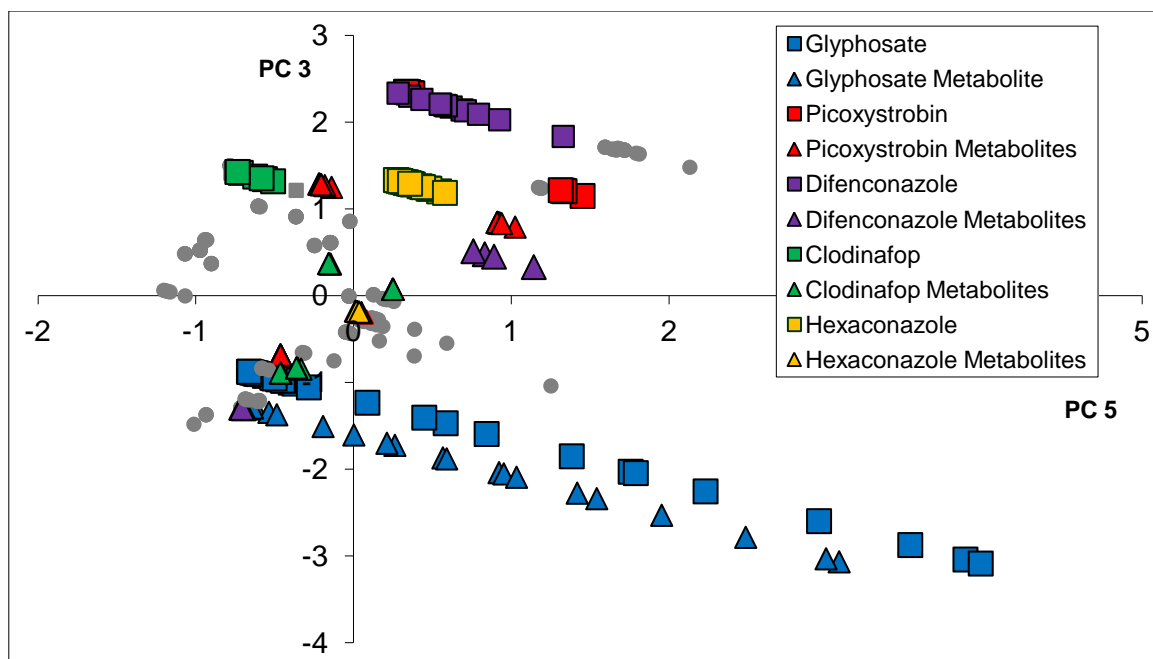 3
PC 3
2
1
0
-2
-1
0
1
2
5
-1
PC 5
-2
-3
-4
Glyphosate
Glyphosate Metabolite
Picoxystrobin
Picoxystrobin Metabolites
Difenconazole
Difenconazole Metabolites
Clodinafop
Clodinafop Metabolites
Hexaconazole
Hexaconazole Metabolites